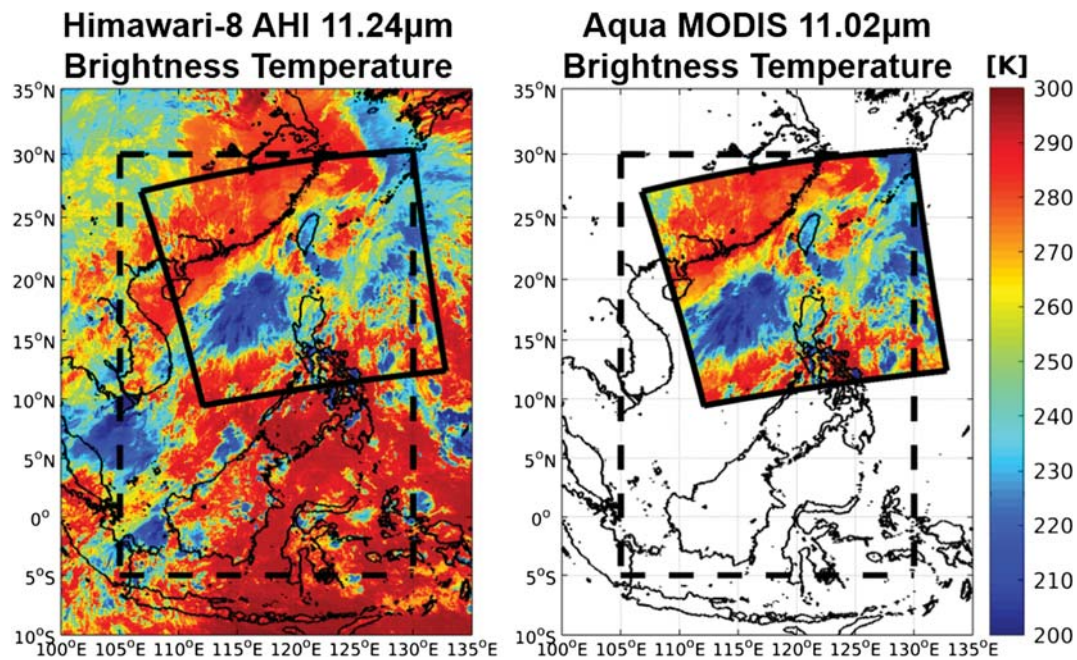 Himawari-8 AHI 11.24µm
Brightness Temperature
Aqua MODIS 11.02µm
Brightness Temperature
[K]
35°N
30°N
25°N
20°N
15°N
10°N
5°N
0°
5°S
10°S
100°E 105°E 110°E 115°E 120°E 125°E 130°E 135°E
35°N
30°N
25°N
20°N
15°N
10°N
5°N
0°
5°S
10°S
100°E 105°E 110°E 115°E 120°E 125°E 130°E 135°E
300
290
280
270
260
250
240
230
220
210
200